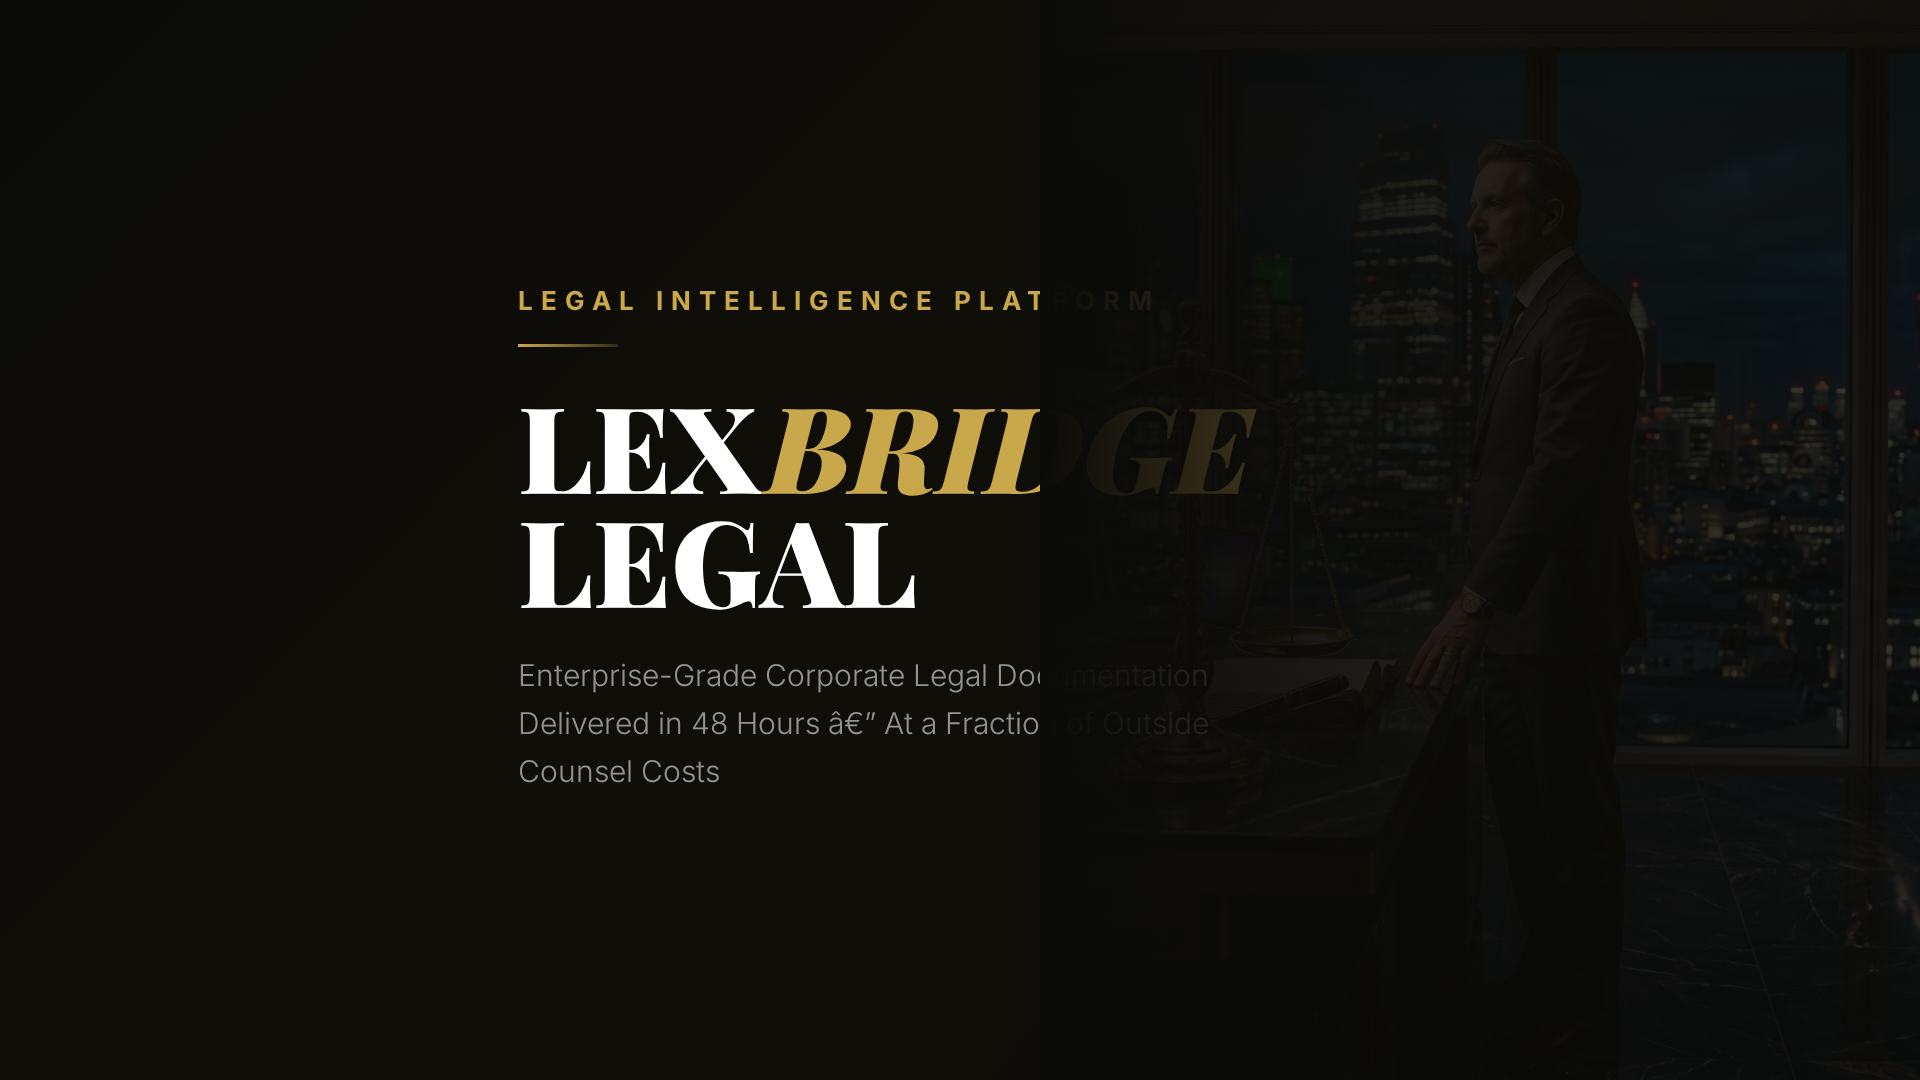 LEGAL INTELLIGENCE PLATFORM
LEXBRIDGE
LEGAL
Enterprise-Grade Corporate Legal Documentation
Delivered in 48 Hours â€” At a Fraction of Outside
Counsel Costs